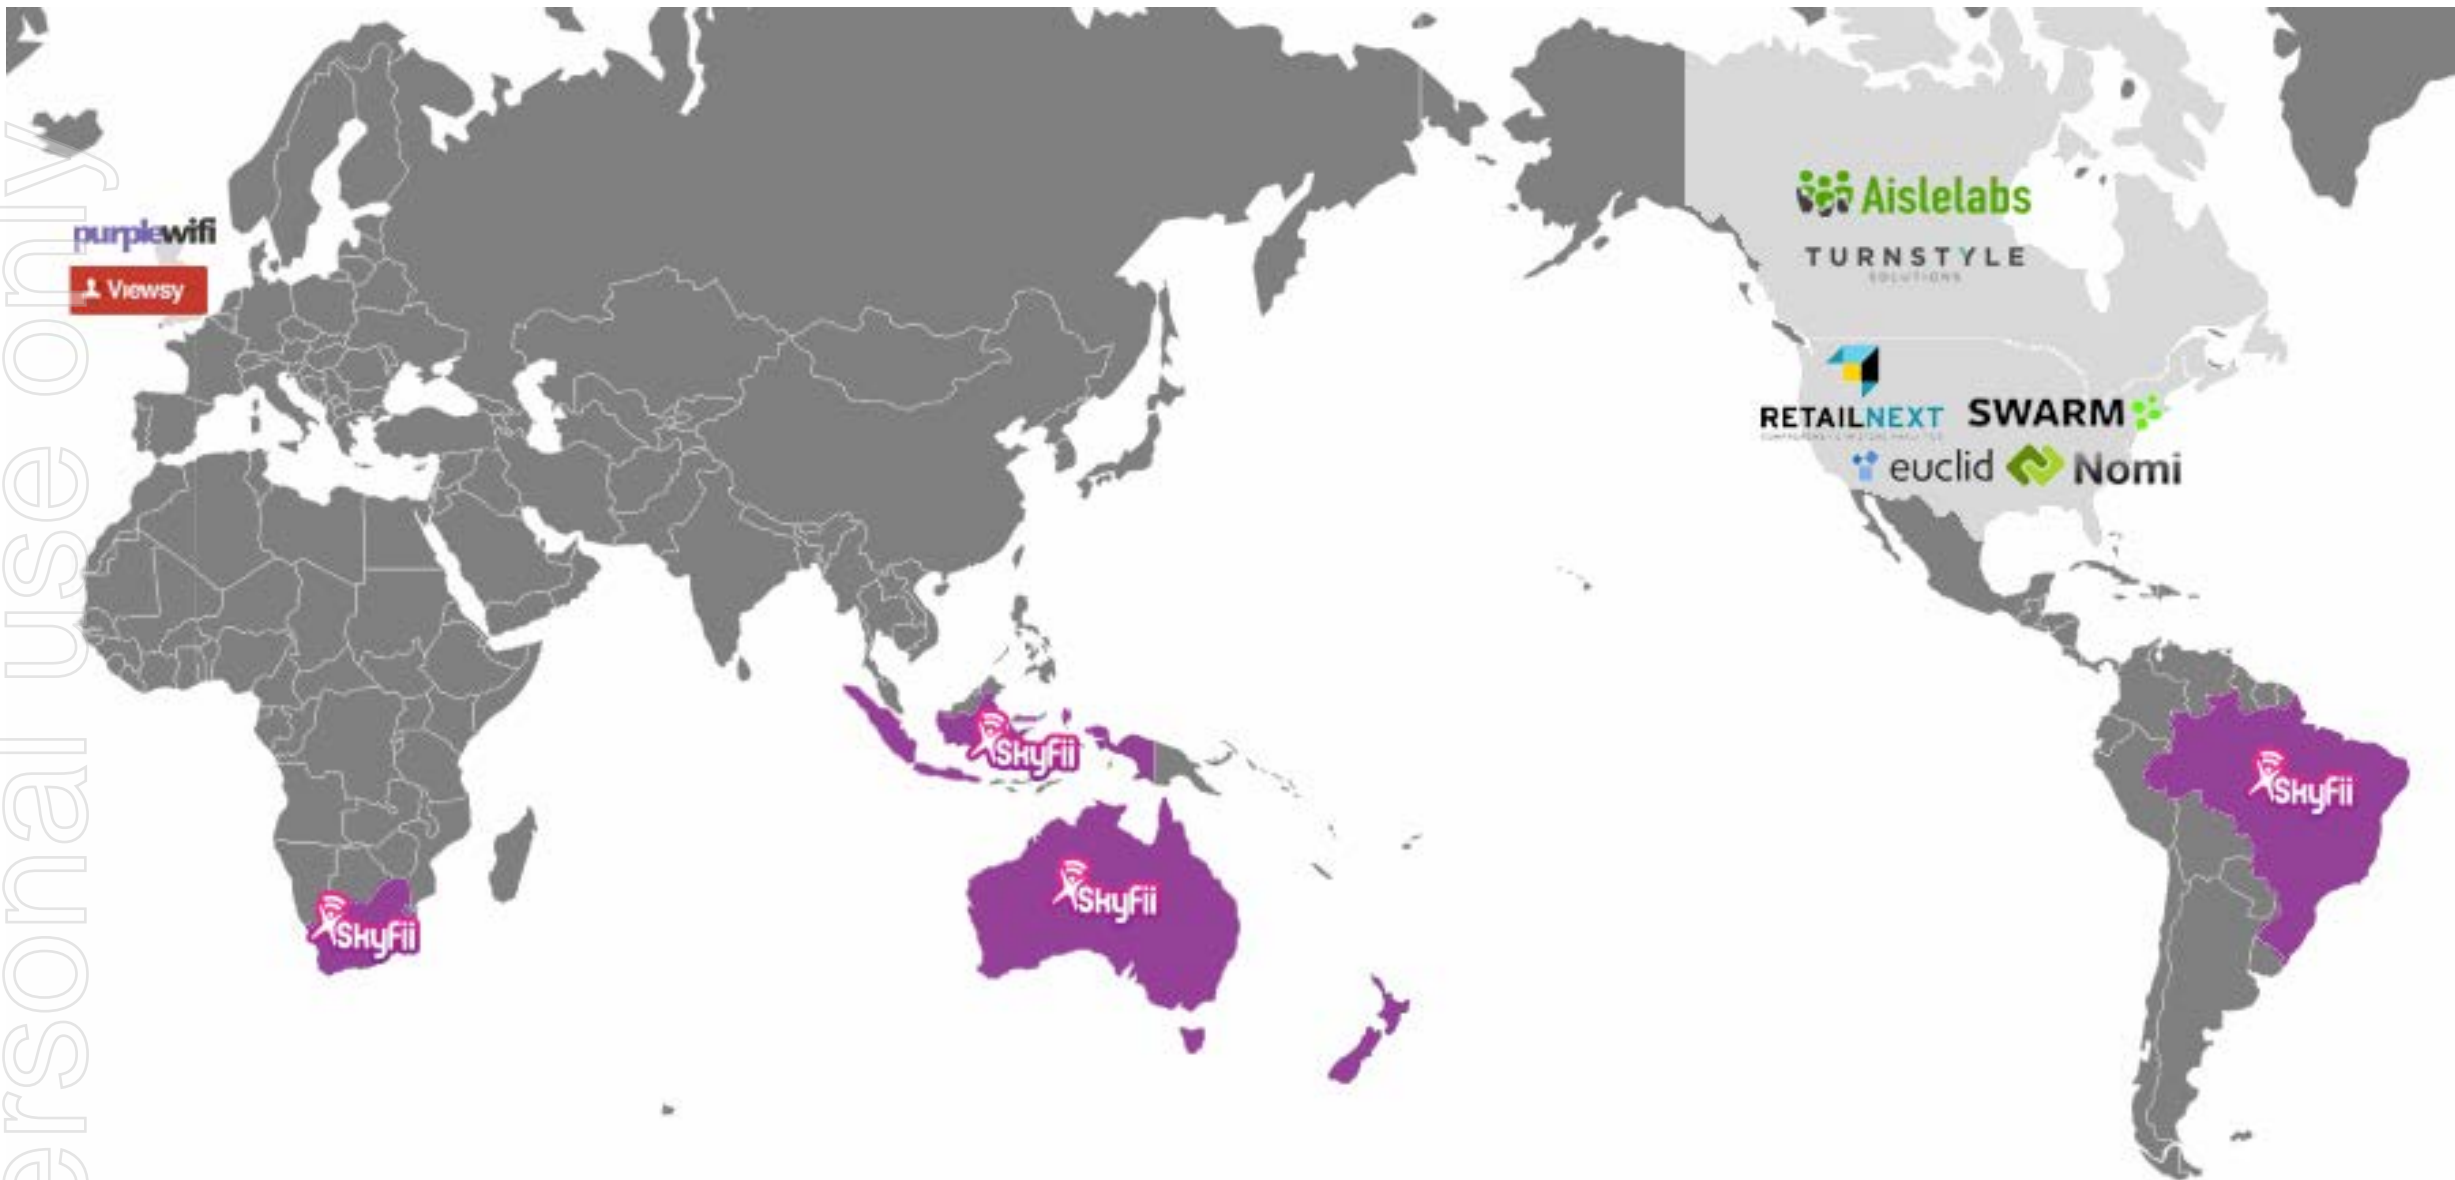 ersonal use only
purplewifi
Viewsy
Aislelabs
TURNSTYLE
SOLUTIONS
RETAILNEXT
SWARM
euclid
Nomi
SkyFii
SkyFii
SkyFii
SkyFii